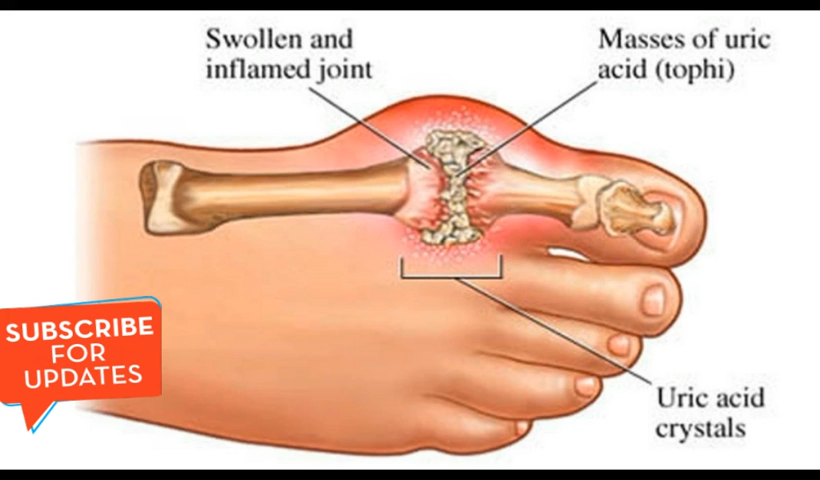 Swollen and
inflamed joint
Masses of uric
acid (tophi)
SUBSCRIBE
FOR
UPDATES
Uric acid
crystals